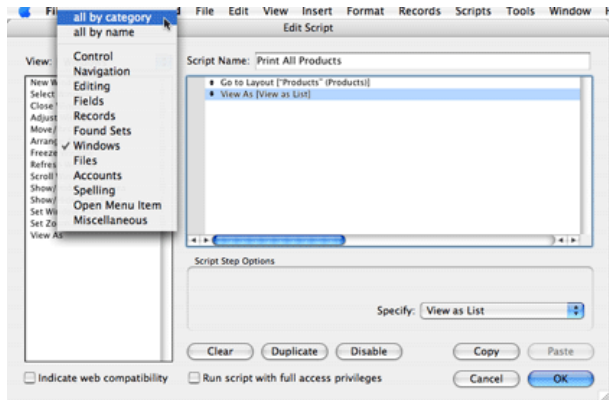 Fi File Edit View Insert Format Records Scripts Tools Window
Edit Script
all by category
all by name
Control
Navigation
Editing
Fields
Records
Found Sets
✓ Windows
Files
Accounts
Spelling
Open Menu Item
Miscellaneous
View:
New W
Select
Close
Adjust
Move/
Arrang
Freeze
Refres
Scroll
Show/
Show/
Set Wi
Set Zo
View As
Script Name: Print All Products
Go to Layout ["Products" (Products)]
View As [View as List]
Script Step Options
Specify: View as List
Clear Duplicate Disable Copy Paste
Indicate web compatibility Run script with full access privileges Cancel OK